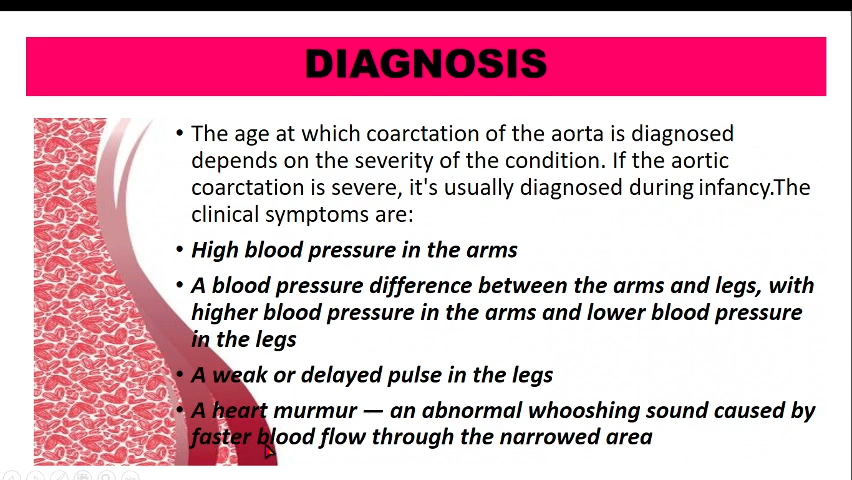 DIAGNOSIS
• The age at which coarctation of the aorta is diagnosed
depends on the severity of the condition. If the aortic
coarctation is severe, it's usually diagnosed during infancy.The
clinical symptoms are:
• High blood pressure in the arms
• A blood pressure difference between the arms and legs, with
higher blood pressure in the arms and lower blood pressure
in the legs
• A weak or delayed pulse in the legs
• A heart murmur — an abnormal whooshing sound caused by
faster blood flow through the narrowed area